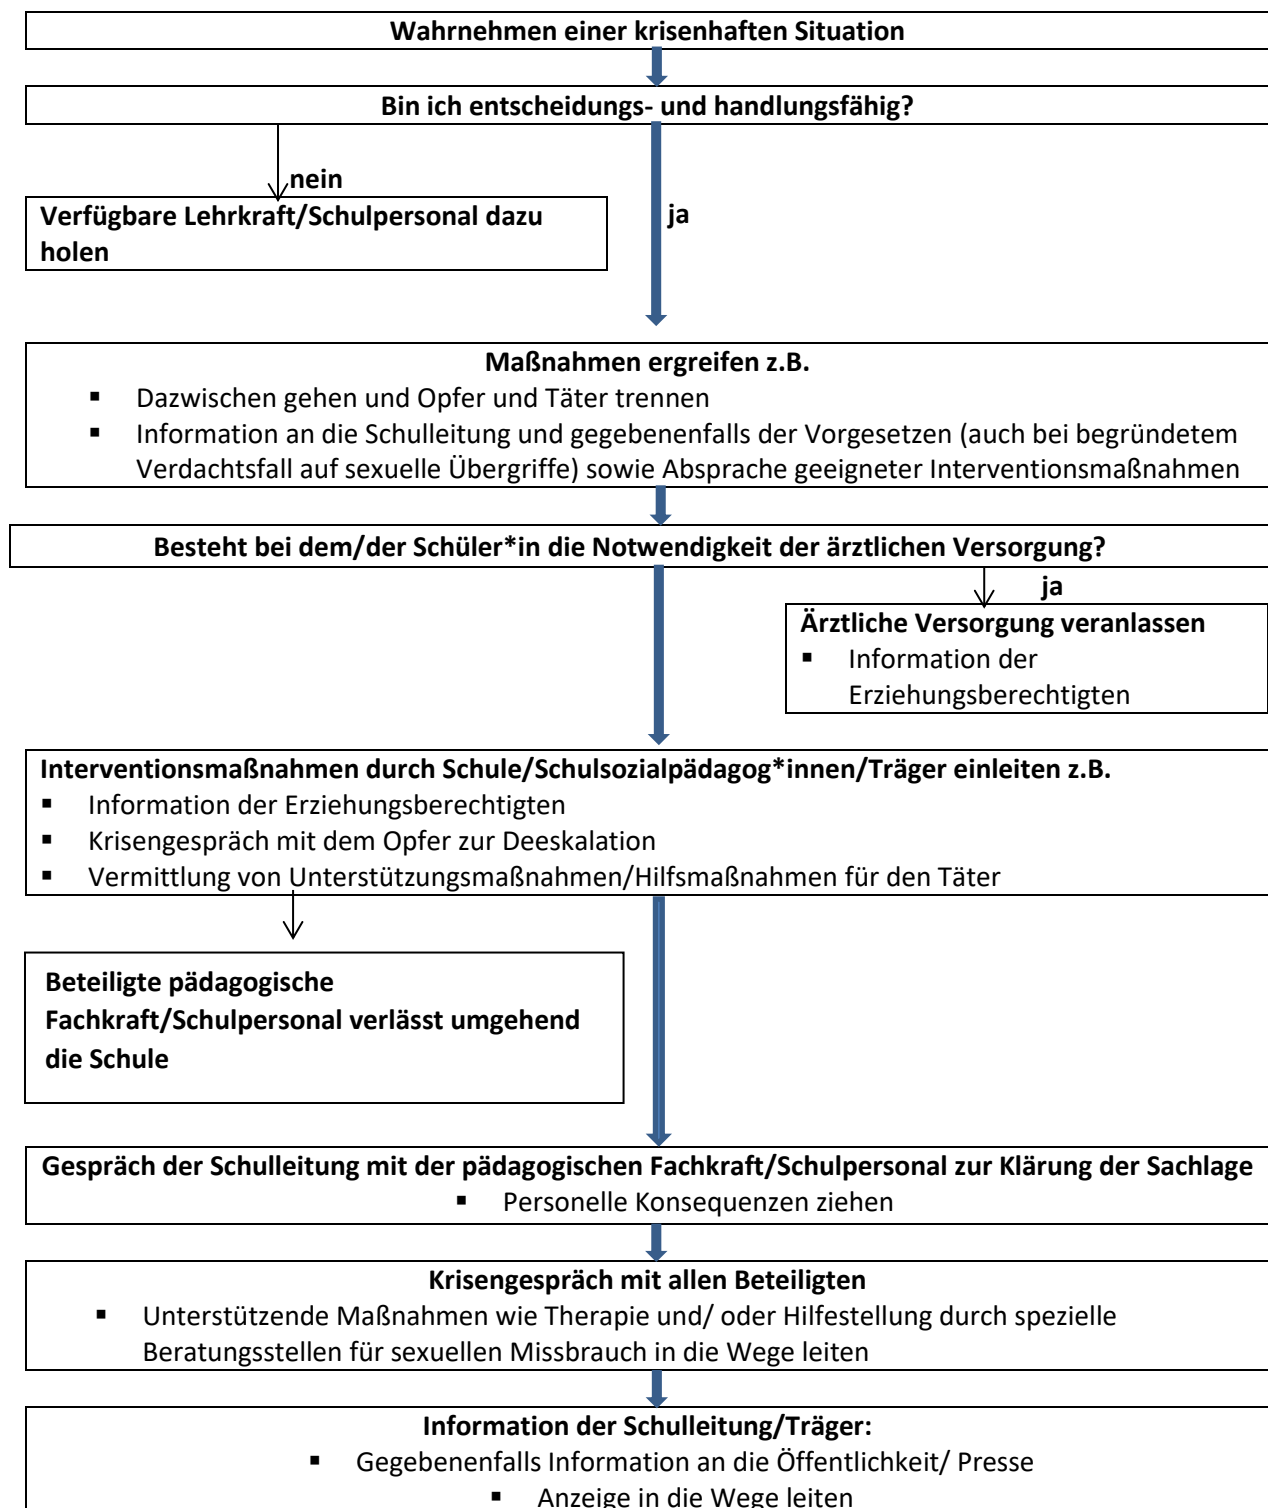 Wahrnehmen einer krisenhaften Situation
Bin ich entscheidungs- und handlungsfähig?
nein
ja
Verfügbare Lehrkraft/Schulpersonal dazu
holen
Maßnahmen ergreifen z.B.
▪ Dazwischen gehen und Opfer und Täter trennen
▪ Information an die Schulleitung und gegebenenfalls der Vorgesetzen (auch bei begründetem
Verdachtsfall auf sexuelle Übergriffe) sowie Absprache geeigneter Interventionsmaßnahmen
Besteht bei dem/der Schüler*in die Notwendigkeit der ärztlichen Versorgung?
ja
Ärztliche Versorgung veranlassen
▪ Information der
Erziehungsberechtigten
Interventionsmaßnahmen durch Schule/Schulsozialpädagog*innen/Träger einleiten z.B.
▪ Information der Erziehungsberechtigten
▪ Krisengespräch mit dem Opfer zur Deeskalation
▪ Vermittlung von Unterstützungsmaßnahmen/Hilfsmaßnahmen für den Täter
Beteiligte pädagogische
Fachkraft/Schulpersonal verlässt umgehend
die Schule
Gespräch der Schulleitung mit der pädagogischen Fachkraft/Schulpersonal zur Klärung der Sachlage
▪ Personelle Konsequenzen ziehen
Krisengespräch mit allen Beteiligten
▪ Unterstützende Maßnahmen wie Therapie und/ oder Hilfestellung durch spezielle
Beratungsstellen für sexuellen Missbrauch in die Wege leiten
Information der Schulleitung/Träger:
▪ Gegebenenfalls Information an die Öffentlichkeit/ Presse
▪ Anzeige in die Wege leiten